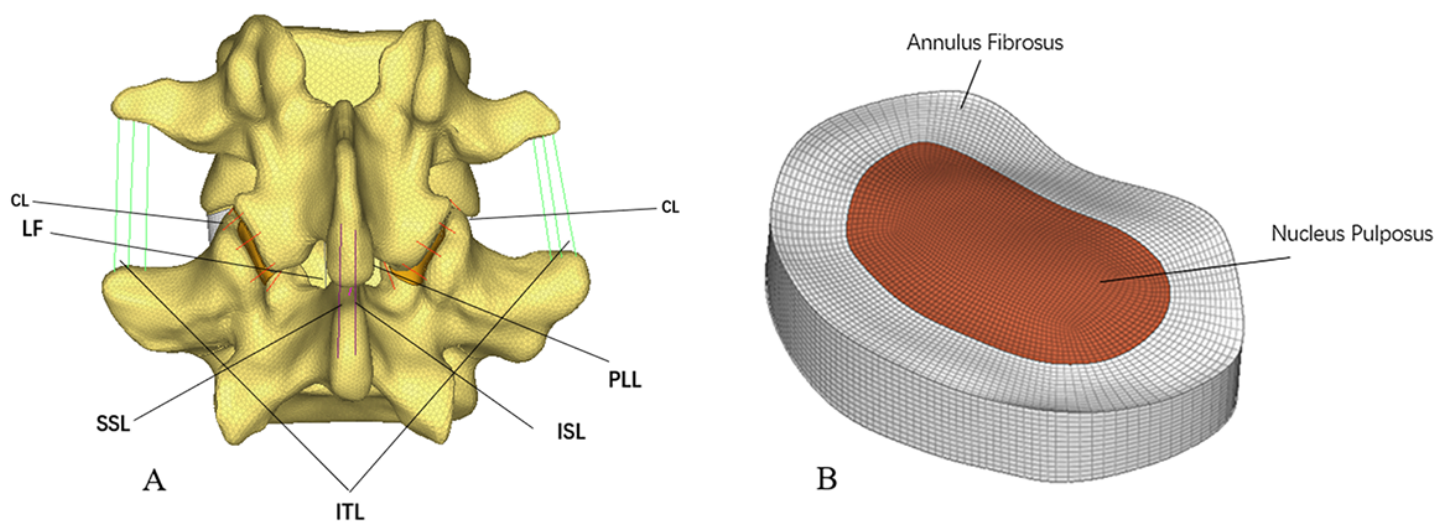 CL
LF
SSL
ITL
ISL
PLL
CL
A
Annulus Fibrosus
Nucleus Pulposus
B